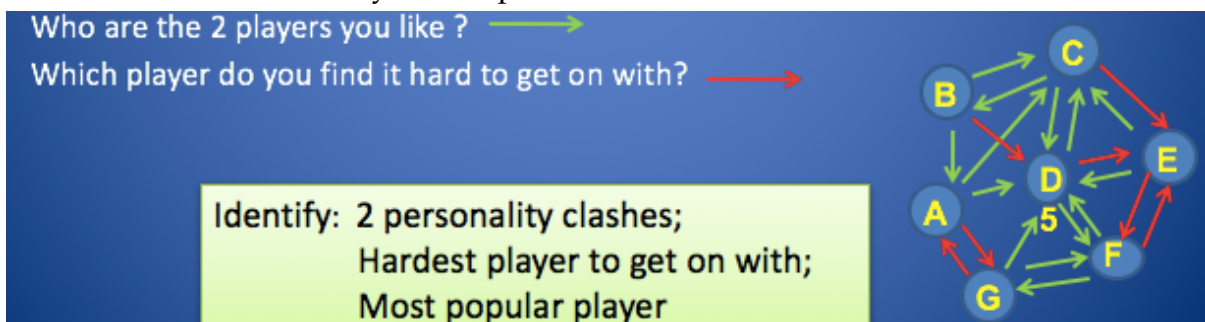 Who are the 2 players you like ?
Which player do you find it hard to get on with?
Identify: 2 personality clashes;
Hardest player to get on with;
Most popular player
C
B
E
D
A
5
F
G